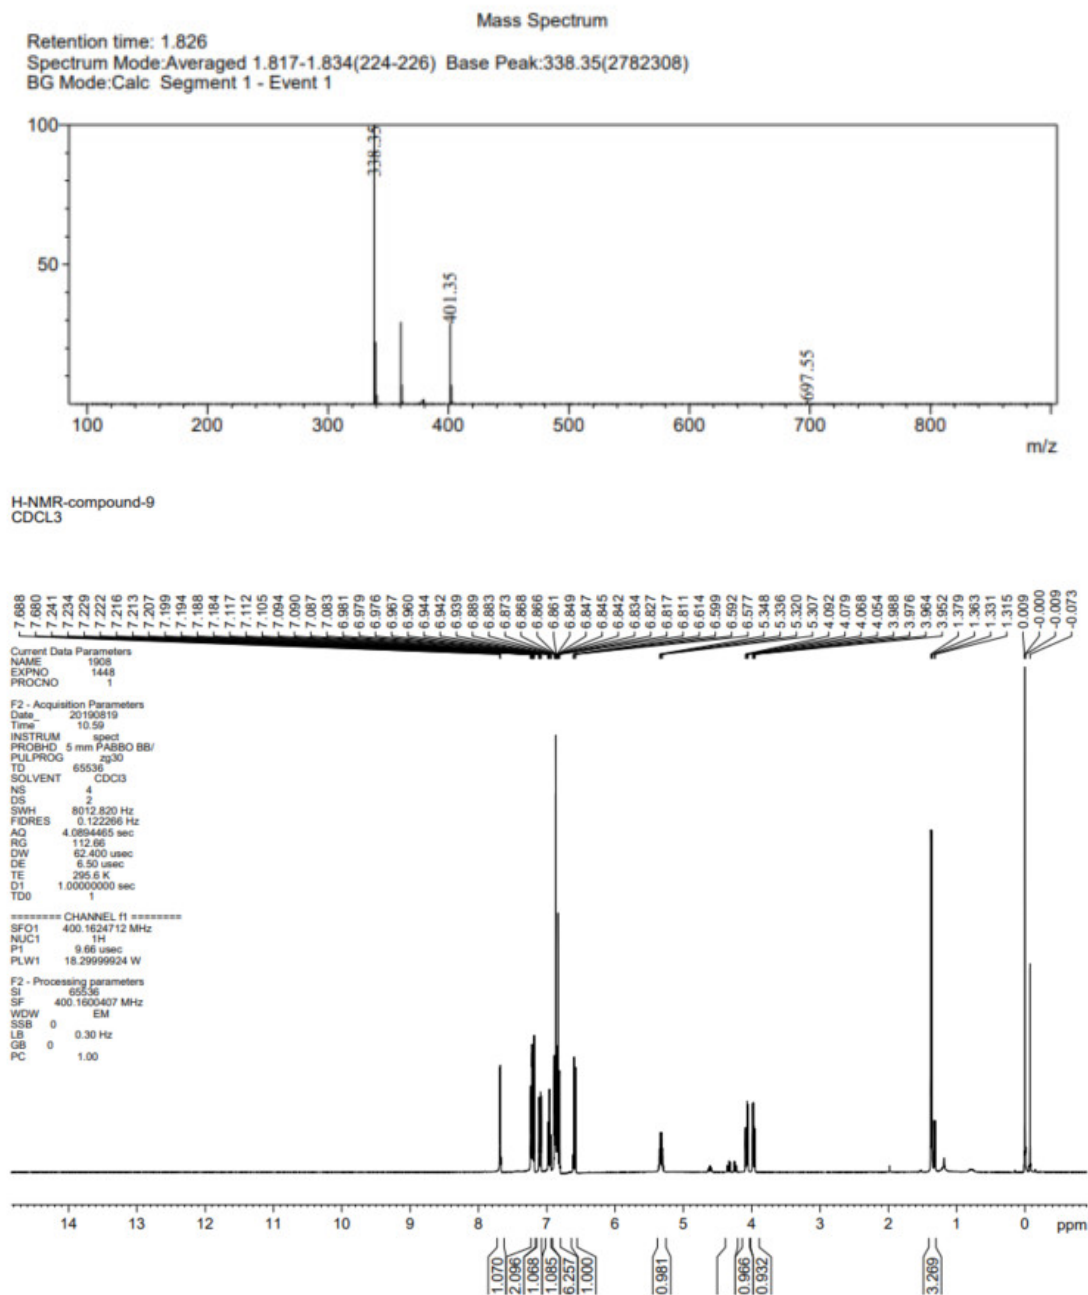 Mass Spectrum
Retention time: 1.826
Spectrum Mode:Averaged 1.817-1.834(224-226) Base Peak:338.35(2782308)
BG Mode:Calc Segment 1 - Event 1
100
338.35
50
401.35
697.55
100 200 300 400 500 600 700 800
m/z
H-NMR-compound-9
CDCL3
7.688 7.680 7.241 7.234 7.229 7.222 7.216 7.213 7.207 7.199 7.194 7.188 7.184 7.117 7.112 7.105 7.094 7.090 7.087 7.083 6.981 6.979 6.976 6.967 6.960 6.944 6.942 6.939 6.889 6.883 6.873 6.868 6.866 6.861 6.849 6.847 6.845 6.842 6.834 6.827 6.817 6.811 6.614 6.599 6.592 6.577 5.348 5.336 5.320 5.307 4.092 4.079 4.068 4.054 3.988 3.976 3.964 3.952 1.379 1.363 1.331 1.315 0.009 -0.000 -0.009 -0.073
Current Data Parameters
NAME 1908
EXPNO 1448
PROCNO 1
F2 - Acquisition Parameters
Date_ 20190819
Time 10.59
INSTRUM spect
PROBHD 5 mm PABBO BB/
PULPROG zg30
TD 65536
SOLVENT CDCl3
NS 4
DS 2
SWH 8012.820 Hz
FIDRES 0.122266 Hz
AQ 4.0894465 sec
RG 112.66
DW 62.400 usec
DE 6.50 usec
TE 295.6 K
D1 1.00000000 sec
TD0 1
======== CHANNEL f1 ========
SFO1 400.1624712 MHz
NUC1 1H
P1 9.66 usec
PLW1 18.29999924 W
F2 - Processing parameters
SI 65536
SF 400.1600407 MHz
WDW EM
SSB 0
LB 0.30 Hz
GB 0
PC 1.00
14 13 12 11 10 9 8 7 6 5 4 3 2 1 0 ppm
1.070 2.096 1.068 1.085 6.257 1.000 0.981 0.966 0.932 3.269